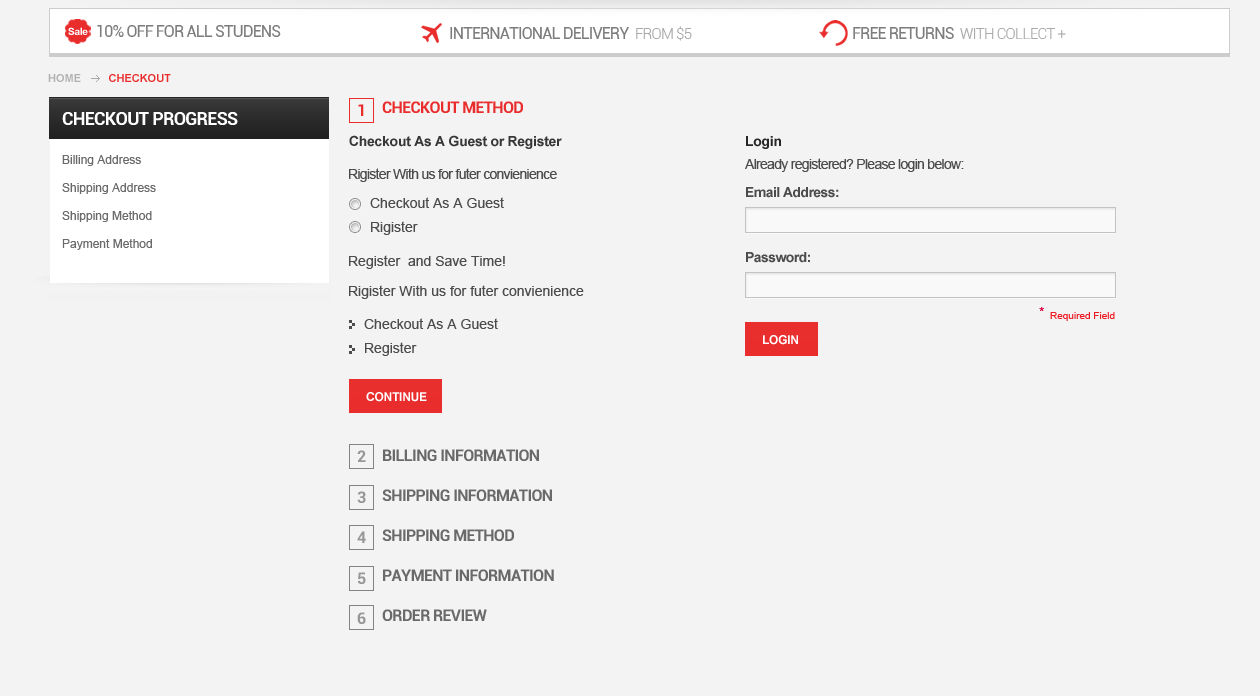 Sale 10% OFF FOR ALL STUDENS
INTERNATIONAL DELIVERY FROM $5
FREE RETURNS WITH COLLECT +
HOME → CHECKOUT
CHECKOUT PROGRESS
Billing Address
Shipping Address
Shipping Method
Payment Method
1 CHECKOUT METHOD
Checkout As A Guest or Register
Rigister With us for futer convienience
Checkout As A Guest
Rigister
Register and Save Time!
Rigister With us for futer convienience
Checkout As A Guest
Register
CONTINUE
Login
Already registered? Please login below:
Email Address:
Password:
* Required Field
LOGIN
2 BILLING INFORMATION
3 SHIPPING INFORMATION
4 SHIPPING METHOD
5 PAYMENT INFORMATION
6 ORDER REVIEW